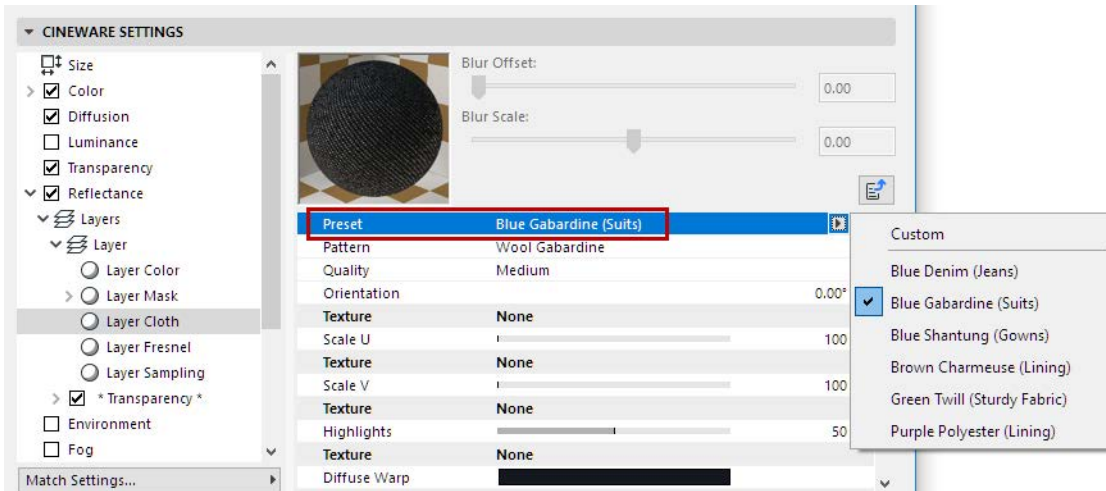 CINEWARE SETTINGS
Size
Color
Diffusion
Luminance
Transparency
Reflectance
Layers
Layer
Layer Color
Layer Mask
Layer Cloth
Layer Fresnel
Layer Sampling
* Transparency *
Environment
Fog
Match Settings...
Blur Offset:
0.00
Blur Scale:
0.00
Preset Blue Gabardine (Suits)
Pattern Wool Gabardine
Quality Medium
Orientation 0.00°
Texture None
Scale U 100
Texture None
Scale V 100
Texture None
Highlights 50
Texture None
Diffuse Warp
Custom
Blue Denim (Jeans)
Blue Gabardine (Suits)
Blue Shantung (Gowns)
Brown Charmeuse (Lining)
Green Twill (Sturdy Fabric)
Purple Polyester (Lining)